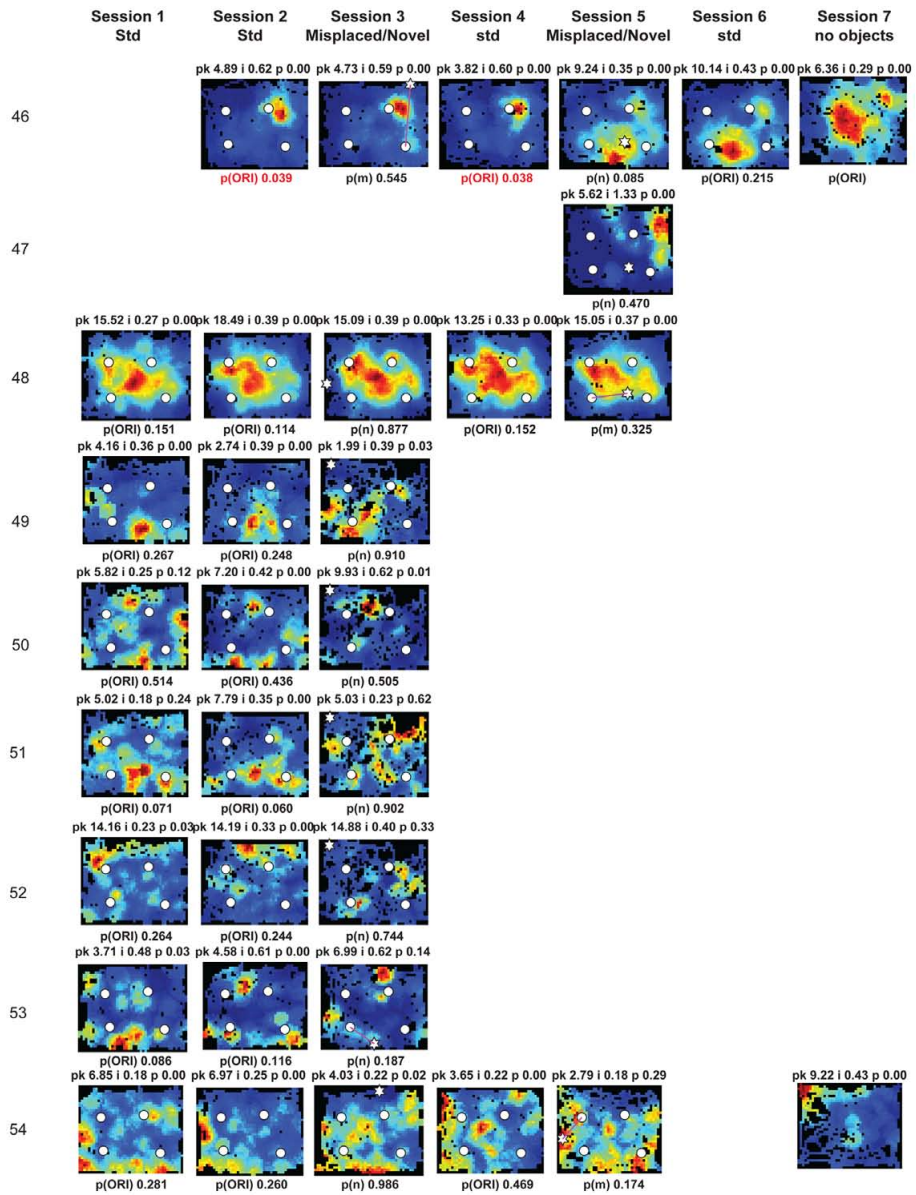 Session 1 Session 2 Session 3 Session 4 Session 5 Session 6 Session 7
Std Std Misplaced/Novel std Misplaced/Novel std no objects
pk 4.89 i 0.62 p 0.00 pk 4.73 i 0.59 p 0.00 pk 3.82 i 0.60 p 0.00 pk 9.24 i 0.35 p 0.00 pk 10.14 i 0.43 p 0.00 pk 6.36 i 0.29 p 0.00
46
p(ORI) 0.039 p(m) 0.545 p(ORI) 0.038 p(n) 0.085 p(ORI) 0.215 p(ORI)
pk 5.62 i 1.33 p 0.00
47
p(n) 0.470
pk 15.52 i 0.27 p 0.00 pk 18.49 i 0.39 p 0.00 pk 15.09 i 0.39 p 0.00 pk 13.25 i 0.33 p 0.00 pk 15.05 i 0.37 p 0.00
48
p(ORI) 0.151 p(ORI) 0.114 p(n) 0.877 p(ORI) 0.152 p(m) 0.325
pk 4.16 i 0.36 p 0.00 pk 2.74 i 0.39 p 0.00 pk 1.99 i 0.39 p 0.03
49
p(ORI) 0.267 p(ORI) 0.248 p(n) 0.910
pk 5.82 i 0.25 p 0.12 pk 7.20 i 0.42 p 0.00 pk 9.93 i 0.62 p 0.01
50
p(ORI) 0.514 p(ORI) 0.436 p(n) 0.505
pk 5.02 i 0.18 p 0.24 pk 7.79 i 0.35 p 0.00 pk 5.03 i 0.23 p 0.62
51
p(ORI) 0.071 p(ORI) 0.060 p(n) 0.902
pk 14.16 i 0.23 p 0.03 pk 14.19 i 0.33 p 0.00 pk 14.88 i 0.40 p 0.33
52
p(ORI) 0.264 p(ORI) 0.244 p(n) 0.744
pk 3.71 i 0.48 p 0.03 pk 4.58 i 0.61 p 0.00 pk 6.99 i 0.62 p 0.14
53
p(ORI) 0.086 p(ORI) 0.116 p(n) 0.187
pk 6.85 i 0.18 p 0.00 pk 6.97 i 0.25 p 0.00 pk 4.03 i 0.22 p 0.02 pk 3.65 i 0.22 p 0.00 pk 2.79 i 0.18 p 0.29 pk 9.22 i 0.43 p 0.00
54
p(ORI) 0.281 p(ORI) 0.260 p(n) 0.986 p(ORI) 0.469 p(m) 0.174